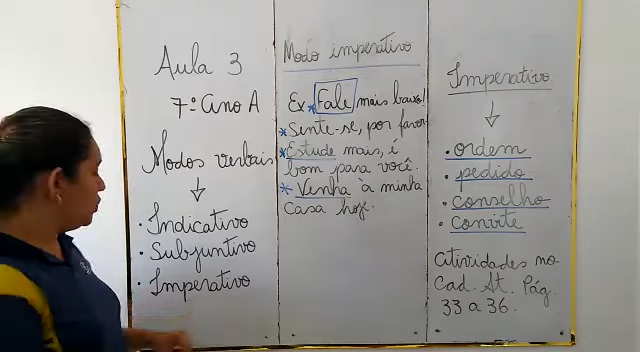 Aula 3
7º Ano A
Modos verbais
• Indicativo
• Subjuntivo
• Imperativo
Modo imperativo
Ex *Fale mais baixo!
*Sente-se, por favor
*Estude mais, é
bom para você.
* Venha à minha
casa hoje.
Imperativo
• ordem
• pedido
• conselho
• convite
Atividades no
Cad. At. Pág.
33 a 36.